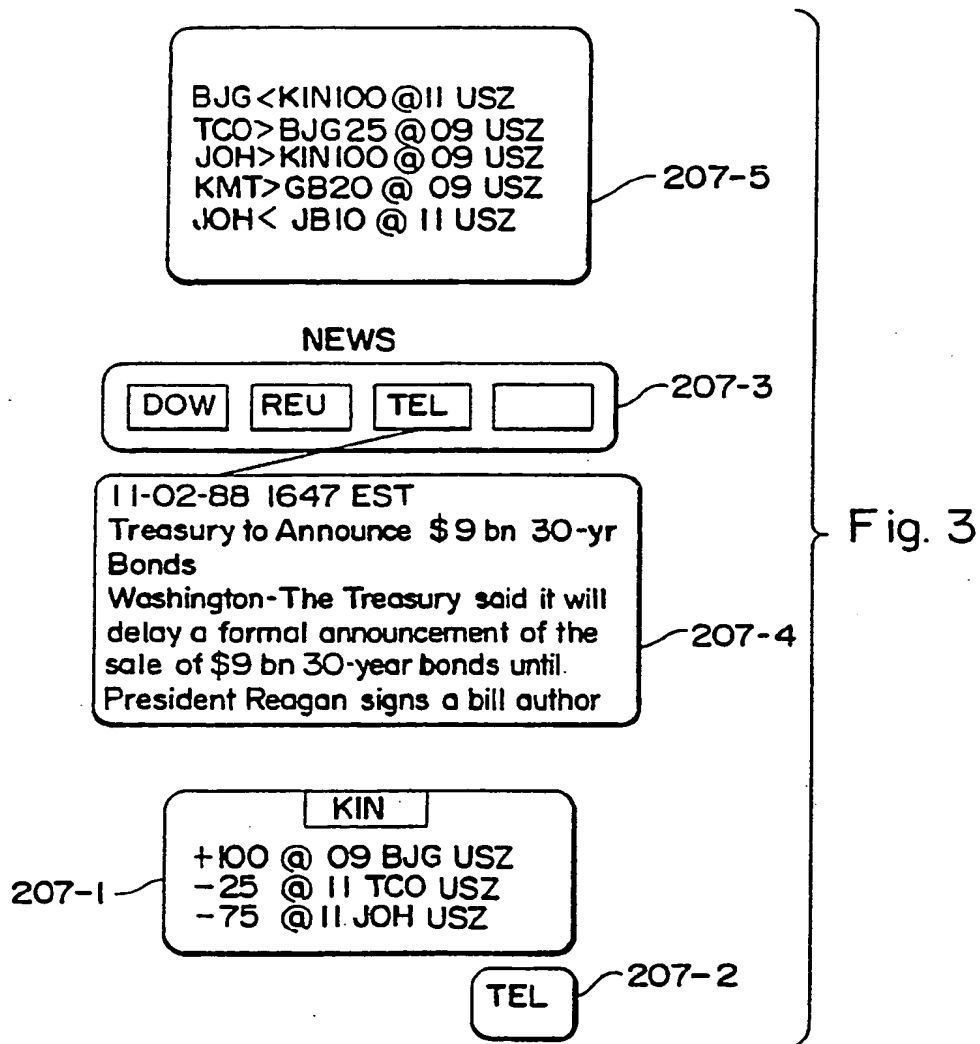 BJG<KIN100 @ 11 USZ
TCO>BJG25 @ 09 USZ
JOH>KIN100 @ 09 USZ
KMT>GB20 @ 09 USZ
JOH< JB10 @ 11 USZ
207-5
NEWS
DOW REU TEL
207-3
11-02-88 1647 EST
Treasury to Announce $9 bn 30-yr
Bonds
Washington-The Treasury said it will
delay a formal announcement of the
sale of $9 bn 30-year bonds until
President Reagan signs a bill author
207-4
Fig. 3
KIN
+100 @ 09 BJG USZ
-25 @ 11 TCO USZ
-75 @ 11 JOH USZ
207-1
TEL
207-2